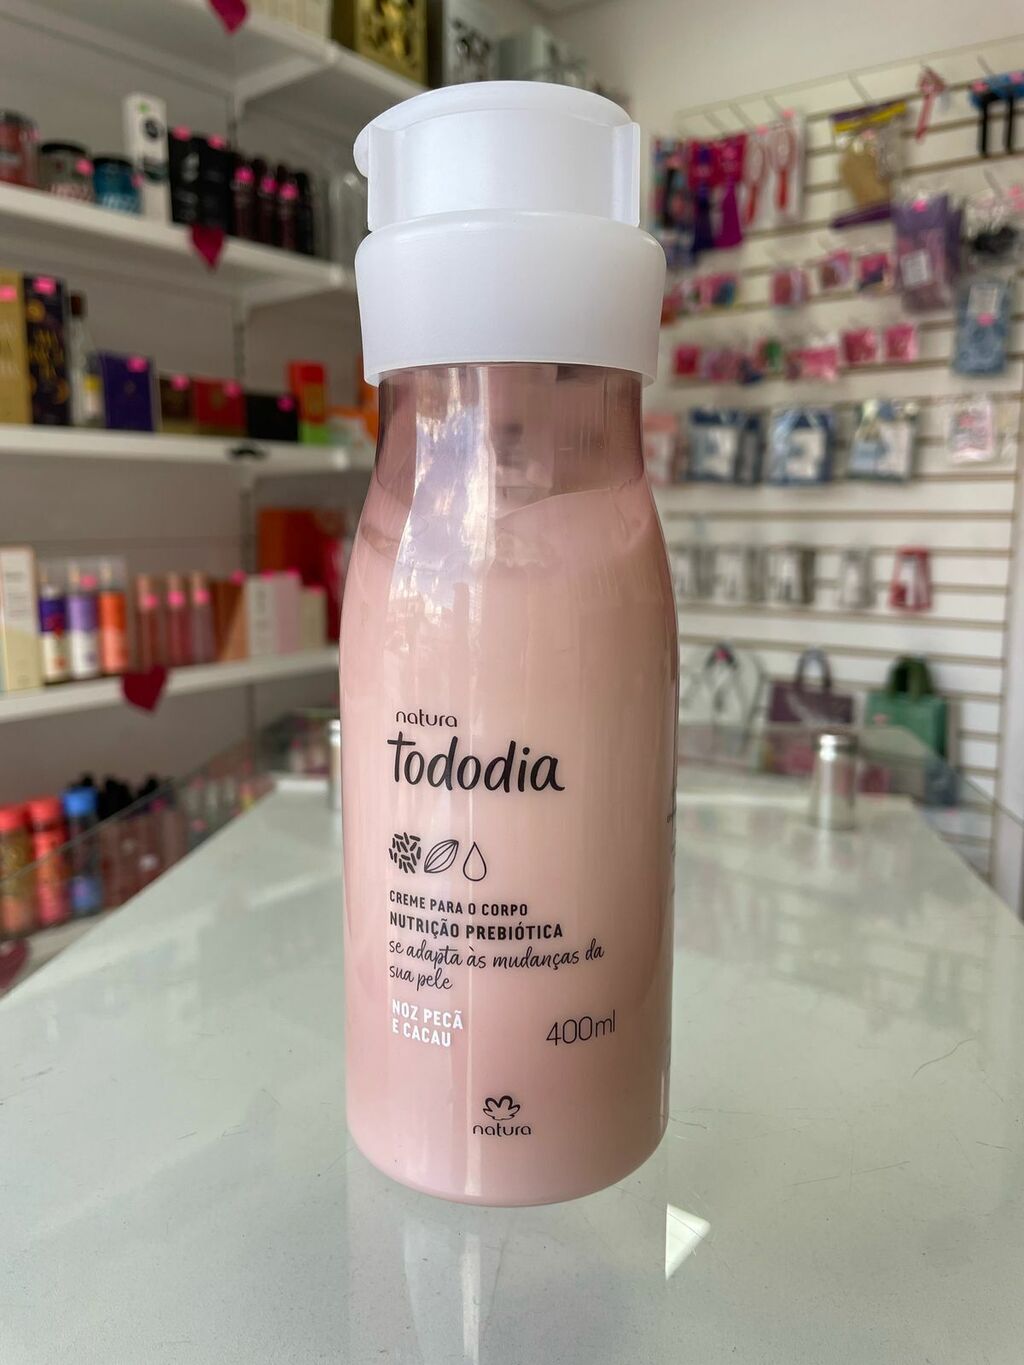 natura
tododia
CREME PARA O CORPO
NUTRIÇÃO PREBIÓTICA
se adapta às mudanças da
sua pele
NOZ PECÃ
E CACAU
400ml
natura